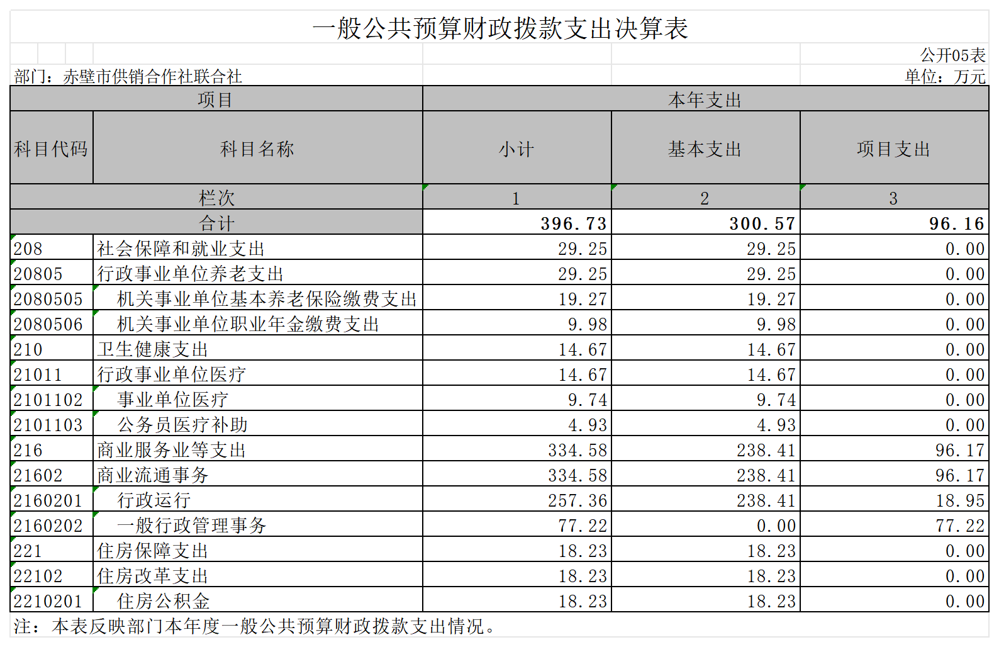 一般公共预算财政拨款支出决算表
公开05表
部门：赤壁市供销合作社联合社 单位：万元
项目 本年支出
科目代码 科目名称 小计 基本支出 项目支出
栏次 1 2 3
合计 396.73 300.57 96.16
208 社会保障和就业支出 29.25 29.25 0.00
20805 行政事业单位养老支出 29.25 29.25 0.00
2080505 机关事业单位基本养老保险缴费支出 19.27 19.27 0.00
2080506 机关事业单位职业年金缴费支出 9.98 9.98 0.00
210 卫生健康支出 14.67 14.67 0.00
21011 行政事业单位医疗 14.67 14.67 0.00
2101102 事业单位医疗 9.74 9.74 0.00
2101103 公务员医疗补助 4.93 4.93 0.00
216 商业服务业等支出 334.58 238.41 96.17
21602 商业流通事务 334.58 238.41 96.17
2160201 行政运行 257.36 238.41 18.95
2160202 一般行政管理事务 77.22 0.00 77.22
221 住房保障支出 18.23 18.23 0.00
22102 住房改革支出 18.23 18.23 0.00
2210201 住房公积金 18.23 18.23 0.00
注：本表反映部门本年度一般公共预算财政拨款支出情况。